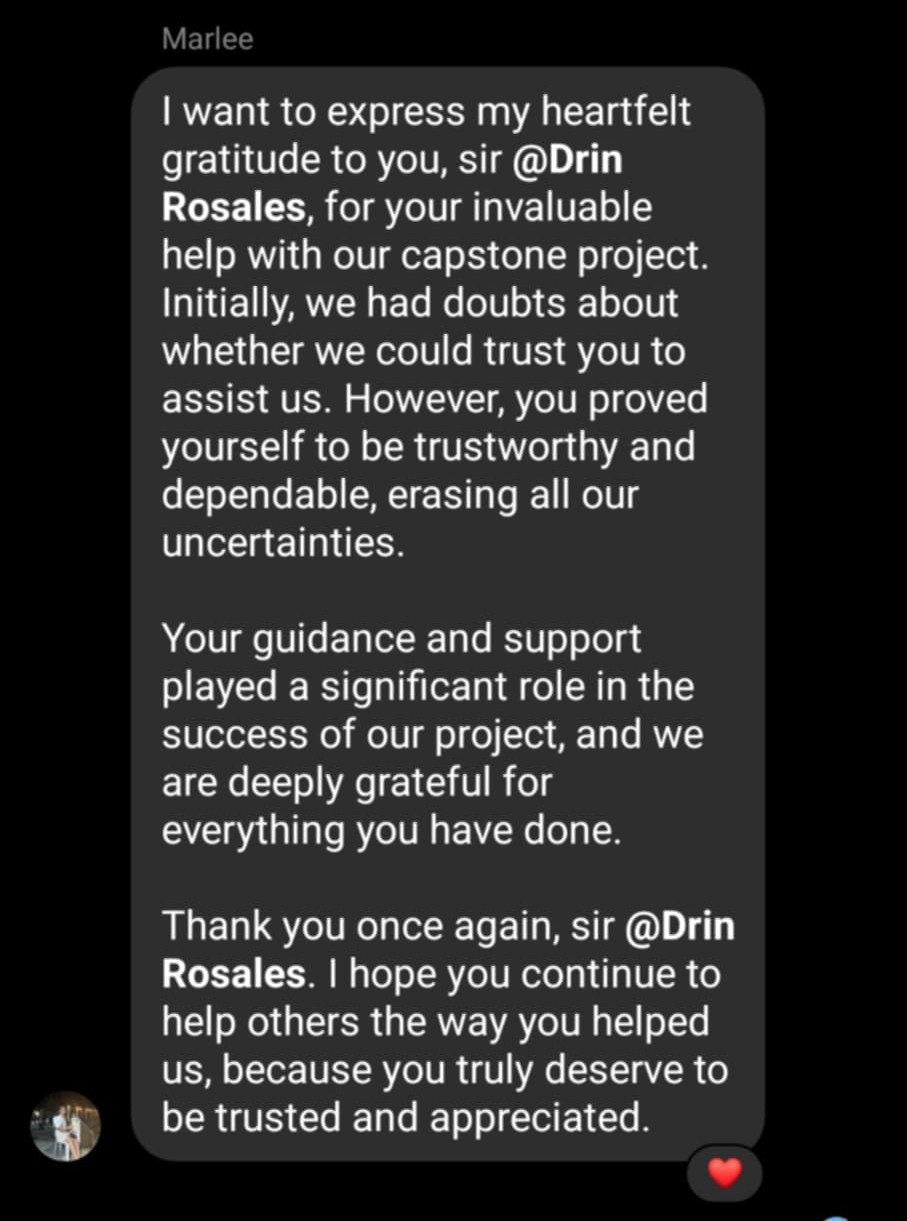 Marlee
I want to express my heartfelt
gratitude to you, sir @Drin
Rosales, for your invaluable
help with our capstone project.
Initially, we had doubts about
whether we could trust you to
assist us. However, you proved
yourself to be trustworthy and
dependable, erasing all our
uncertainties.
Your guidance and support
played a significant role in the
success of our project, and we
are deeply grateful for
everything you have done.
Thank you once again, sir @Drin
Rosales. I hope you continue to
help others the way you helped
us, because you truly deserve to
be trusted and appreciated.